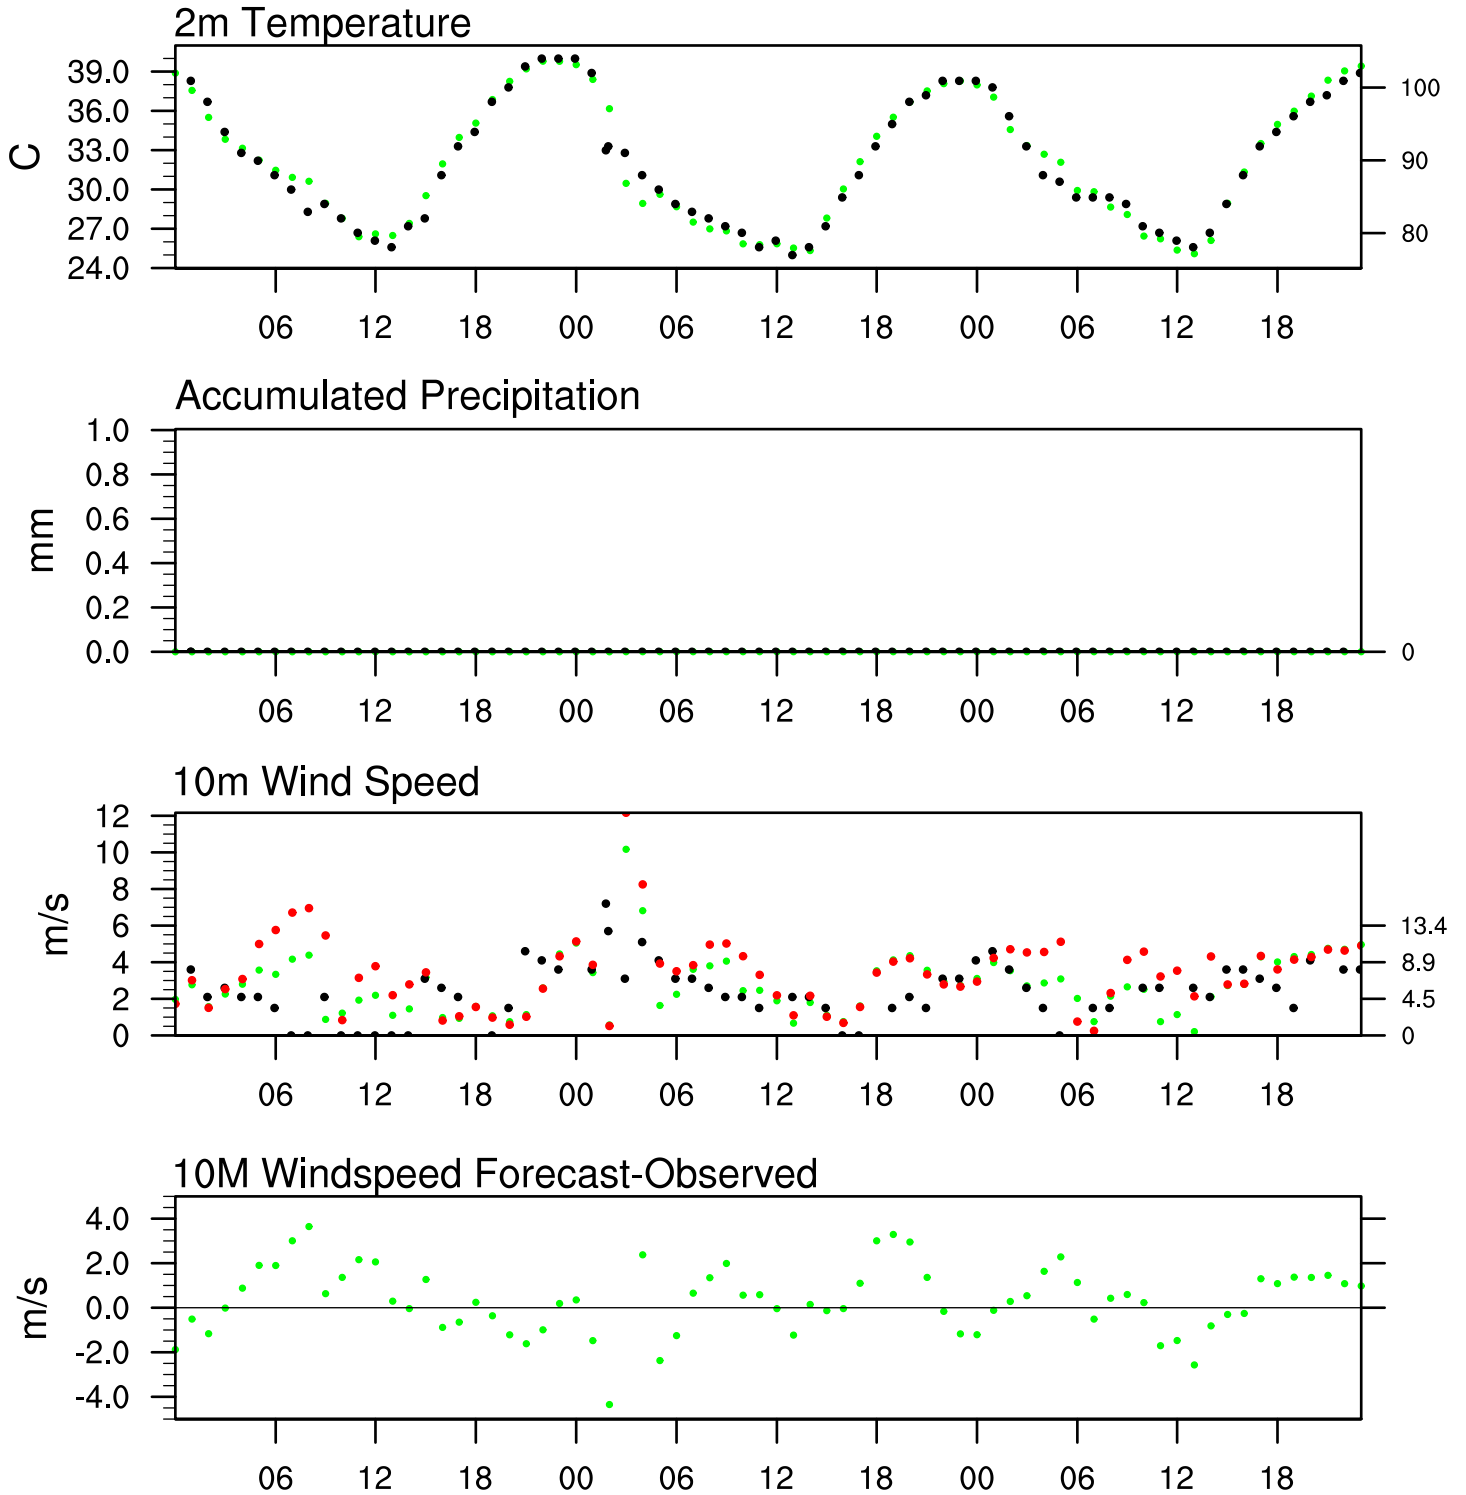 2m Temperature
39.0
36.0
33.0
30.0
27.0
24.0
C
100
90
80
06 12 18 00 06 12 18 00 06 12 18
Accumulated Precipitation
1.0
0.8
0.6
0.4
0.2
0.0
mm
0
06 12 18 00 06 12 18 00 06 12 18
10m Wind Speed
12
10
8
6
4
2
0
m/s
13.4
8.9
4.5
0
06 12 18 00 06 12 18 00 06 12 18
10M Windspeed Forecast-Observed
4.0
2.0
0.0
-2.0
-4.0
m/s
06 12 18 00 06 12 18 00 06 12 18